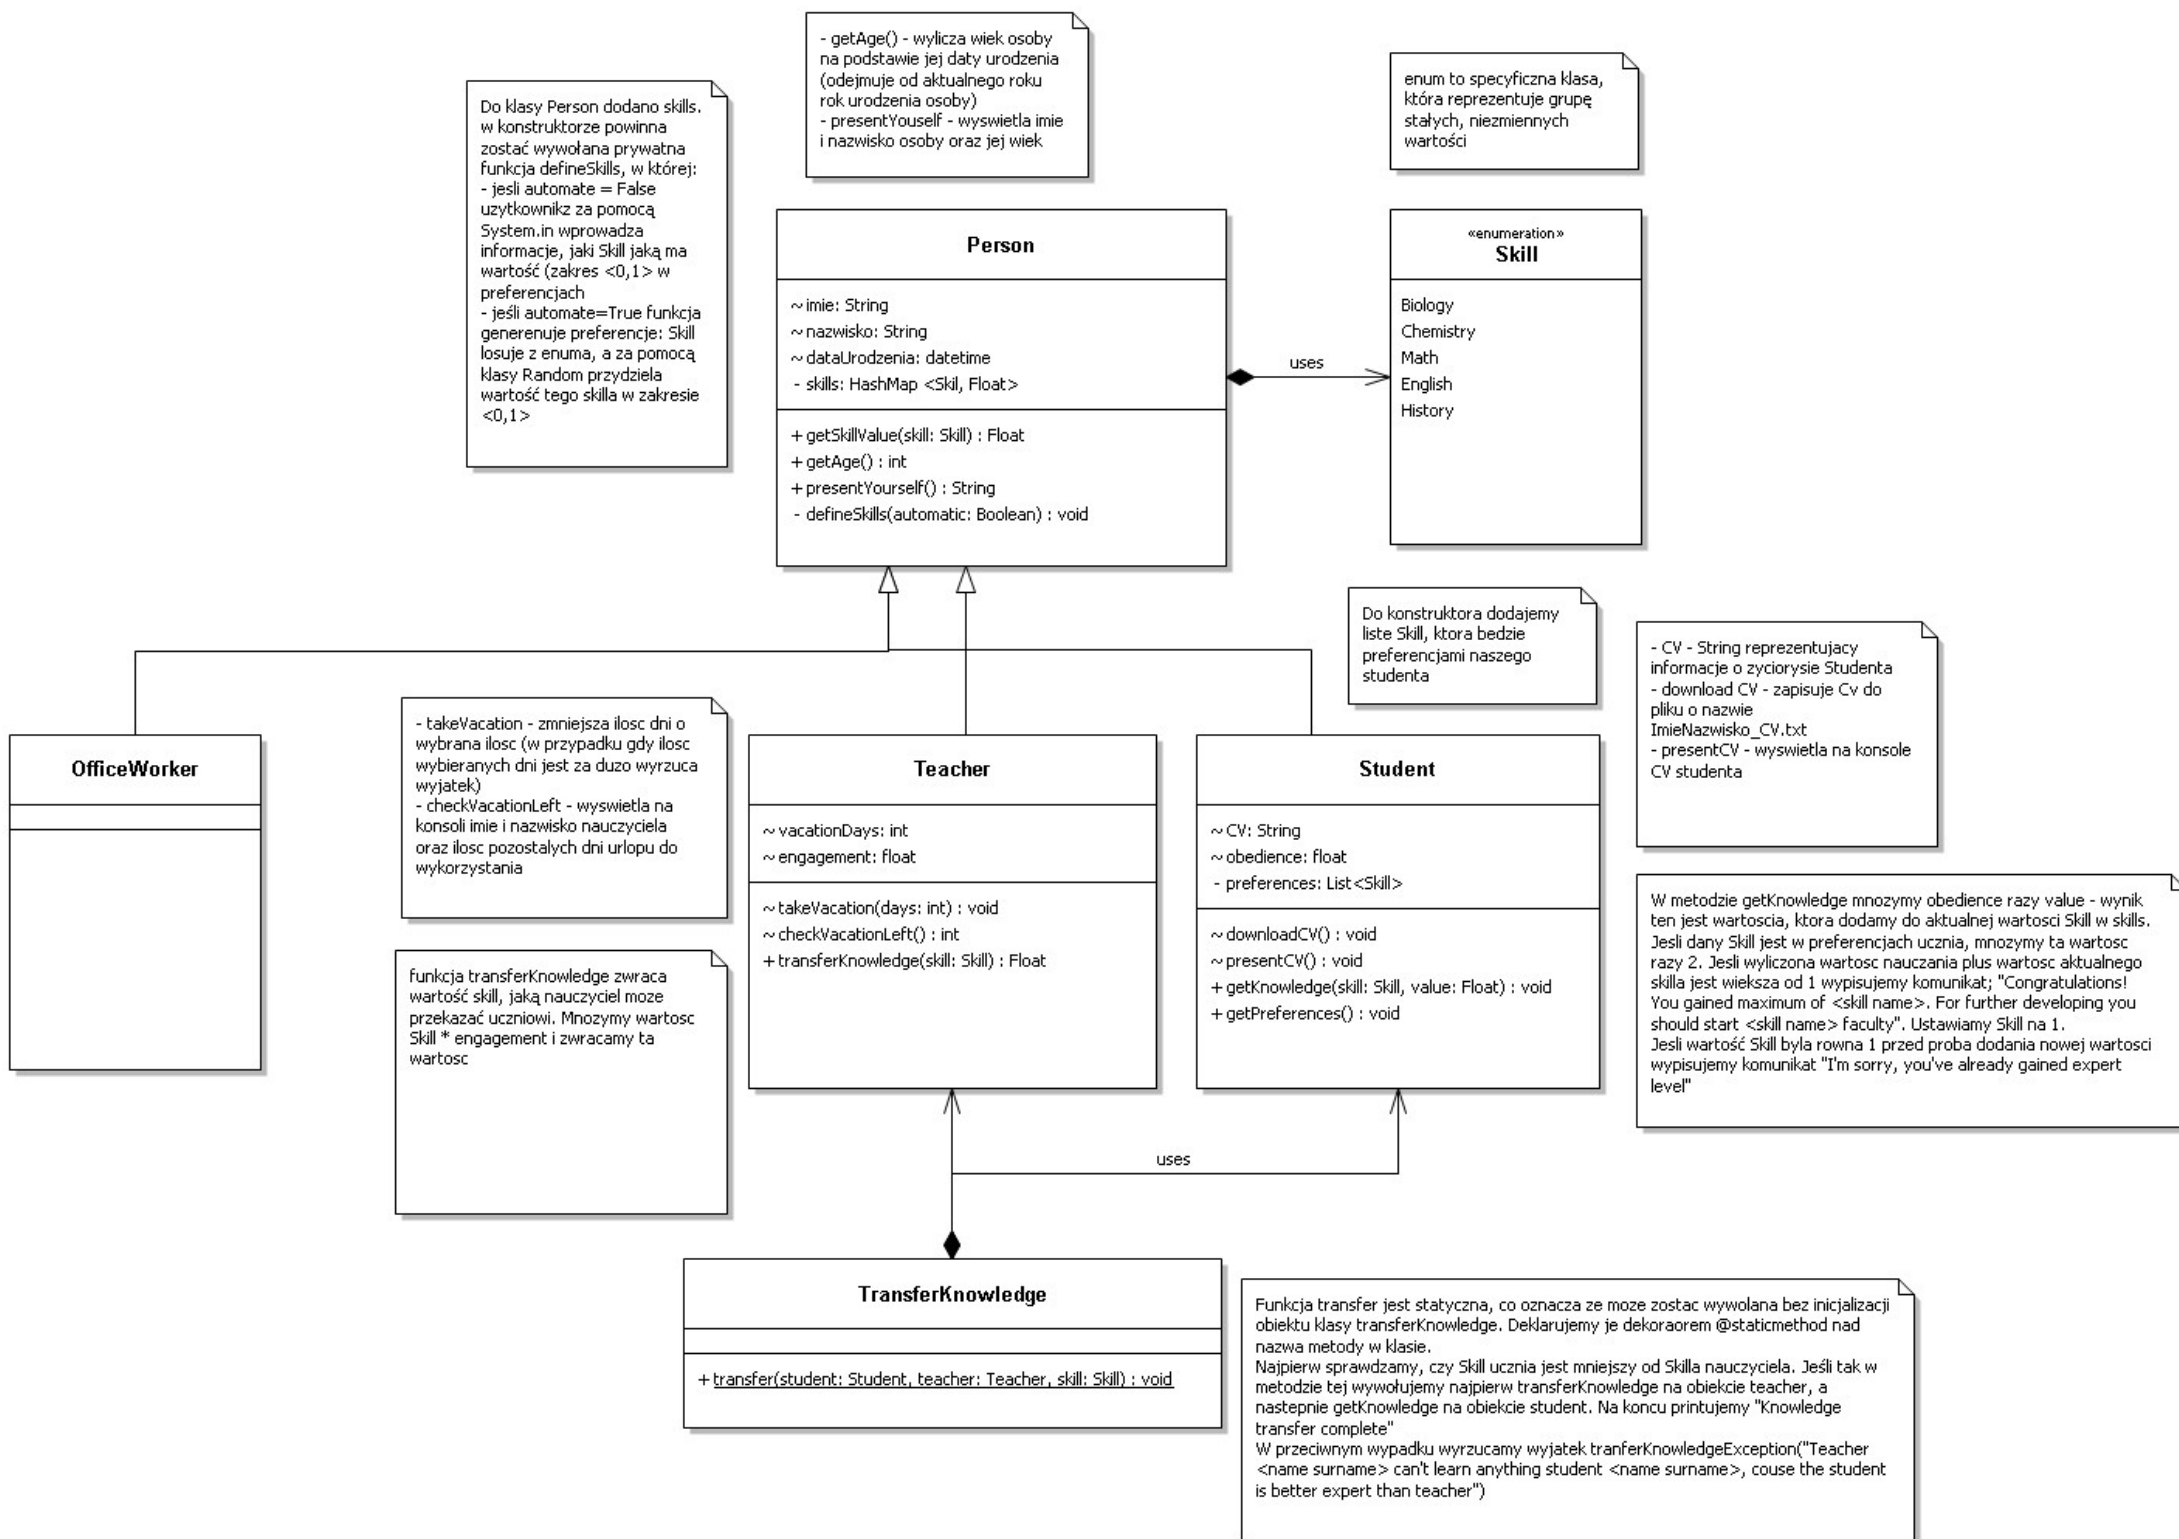 - getAge() - wylicza wiek osoby
na podstawie jej daty urodzenia
(odejmuje od aktualnego roku
rok urodzenia osoby)
- presentYouself - wyswietla imie
i nazwisko osoby oraz jej wiek
enum to specyficzna klasa,
która reprezentuje grupę
stałych, niezmiennych
wartości
Do klasy Person dodano skills.
w konstruktorze powinna
zostać wywołana prywatna
funkcja defineSkills, w której:
- jesli automate = False
uzytkownikz za pomocą
System.in wprowadza
informacje, jaki Skill jaką ma
wartość (zakres <0,1> w
preferencjach
- jeśli automate=True funkcja
generenuje preferencje: Skill
losuje z enuma, a za pomocą
klasy Random przydziela
wartość tego skilla w zakresie
<0,1>
Person
~ imie: String
~ nazwisko: String
~ dataUrodzenia: datetime
- skills: HashMap <Skil, Float>
+ getSkillValue(skill: Skill) : Float
+ getAge() : int
+ presentYourself() : String
- defineSkills(automatic: Boolean) : void
uses
«enumeration»
Skill
Biology
Chemistry
Math
English
History
Do konstruktora dodajemy
liste Skill, ktora bedzie
preferencjami naszego
studenta
- CV - String reprezentujacy
informacje o zyciorysie Studenta
- download CV - zapisuje Cv do
pliku o nazwie
ImieNazwisko_CV.txt
- presentCV - wyswietla na konsole
CV studenta
OfficeWorker
- takeVacation - zmniejsza ilosc dni o
wybrana ilosc (w przypadku gdy ilosc
wybieranych dni jest za duzo wyrzuca
wyjatek)
- checkVacationLeft - wyswietla na
konsoli imie i nazwisko nauczyciela
oraz ilosc pozostalych dni urlopu do
wykorzystania
Teacher
~ vacationDays: int
~ engagement: float
~ takeVacation(days: int) : void
~ checkVacationLeft() : int
+ transferKnowledge(skill: Skill) : Float
Student
~ CV: String
~ obedience: float
- preferences: List<Skill>
~ downloadCV() : void
~ presentCV() : void
+ getKnowledge(skill: Skill, value: Float) : void
+ getPreferences() : void
W metodzie getKnowledge mnozymy obedience razy value - wynik
ten jest wartoscia, ktora dodamy do aktualnej wartosci Skill w skills.
Jesli dany Skill jest w preferencjach ucznia, mnozymy ta wartosc
razy 2. Jesli wyliczona wartosc nauczania plus wartosc aktualnego
skilla jest wieksza od 1 wypisujemy komunikat; "Congratulations!
You gained maximum of <skill name>. For further developing you
should start <skill name> faculty". Ustawiamy Skill na 1.
Jesli wartość Skill byla rowna 1 przed proba dodania nowej wartosci
wypisujemy komunikat "I'm sorry, you've already gained expert
level"
funkcja transferKnowledge zwraca
wartość skill, jaką nauczyciel moze
przekazać uczniowi. Mnozymy wartosc
Skill * engagement i zwracamy ta
wartosc
uses
TransferKnowledge
+ transfer(student: Student, teacher: Teacher, skill: Skill) : void
Funkcja transfer jest statyczna, co oznacza ze moze zostac wywolana bez inicjalizacji
obiektu klasy transferKnowledge. Deklarujemy je dekoraorem @staticmethod nad
nazwa metody w klasie.
Najpierw sprawdzamy, czy Skill ucznia jest mniejszy od Skilla nauczyciela. Jeśli tak w
metodzie tej wywołujemy najpierw transferKnowledge na obiekcie teacher, a
nastepnie getKnowledge na obiekcie student. Na koncu printujemy "Knowledge
transfer complete"
W przeciwnym wypadku wyrzucamy wyjatek tranferKnowledgeException("Teacher
<name surname> can't learn anything student <name surname>, couse the student
is better expert than teacher")